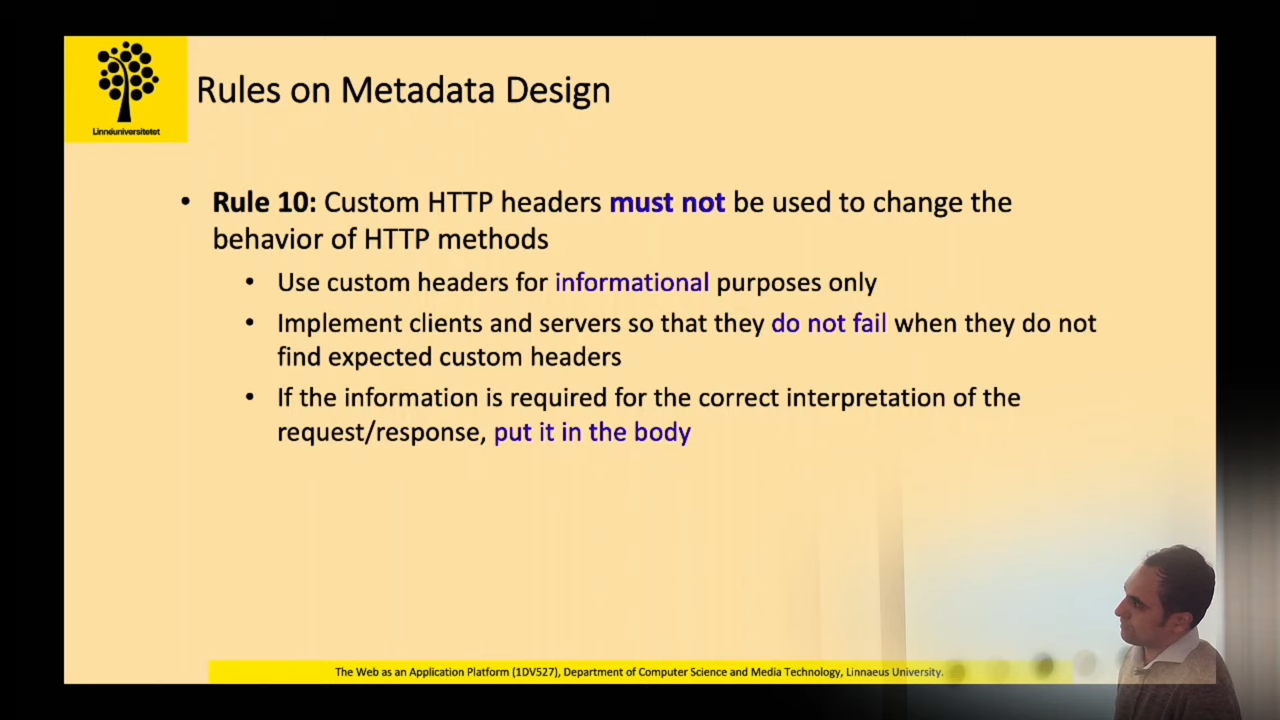 Linnéuniversitetet
Rules on Metadata Design
• Rule 10: Custom HTTP headers must not be used to change the
behavior of HTTP methods
• Use custom headers for informational purposes only
• Implement clients and servers so that they do not fail when they do not
find expected custom headers
• If the information is required for the correct interpretation of the
request/response, put it in the body
The Web as an Application Platform (1DV527), Department of Computer Science and Media Technology, Linnaeus University.